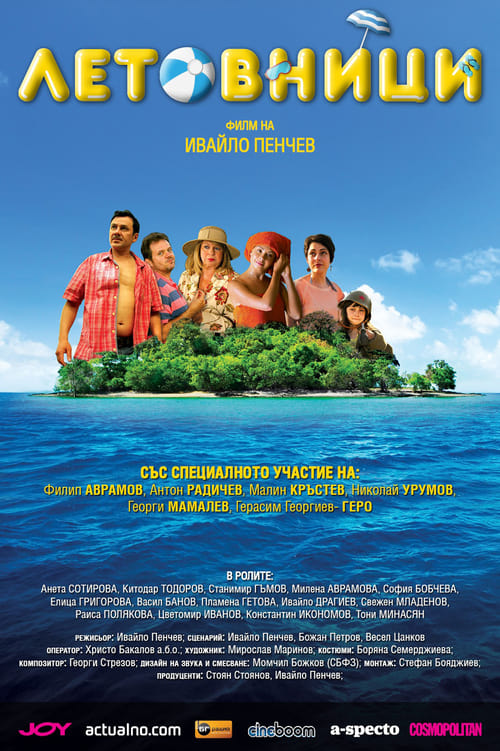 ЛЕТОВНИЦИ
ФИЛМ НА
ИВАЙЛО ПЕНЧЕВ
СЪС СПЕЦИАЛНОТО УЧАСТИЕ НА:
Филип АВРАМОВ, Антон РАДИЧЕВ, Малин КРЪСТЕВ, Николай УРУМОВ,
Георги МАМАЛЕВ, Герасим Георгиев- ГЕРО
В РОЛИТЕ:
Анета СОТИРОВА, Китодар ТОДОРОВ, Станимир ГЪМОВ, Милена АВРАМОВА, София БОБЧЕВА,
Елица ГРИГОРОВА, Васил БАНОВ, Пламена ГЕТОВА, Ивайло ДРАГИЕВ, Свежен МЛАДЕНОВ,
Раиса ПОЛЯКОВА, Цветомир ИВАНОВ, Константин ИКОНОМОВ, Тони МИНАСЯН
РЕЖИСЬОР: Ивайло Пенчев; СЦЕНАРИЙ: Ивайло Пенчев, Божан Петров, Весел Цанков
ОПЕРАТОР: Христо Бакалов а.б.о.; ХУДОЖНИК: Мирослав Маринов; КОСТЮМИ: Боряна Семерджиева;
КОМПОЗИТОР: Георги Стрезов; ДИЗАЙН НА ЗВУКА И СМЕСВАНЕ: Момчил Божков (СБФЗ); МОНТАЖ: Стефан Бояджиев;
ПРОДУЦЕНТИ: Стоян Стоянов, Ивайло Пенчев;
JOY actualno.com БГ радио cineboom a-specto COSMOPOLITAN